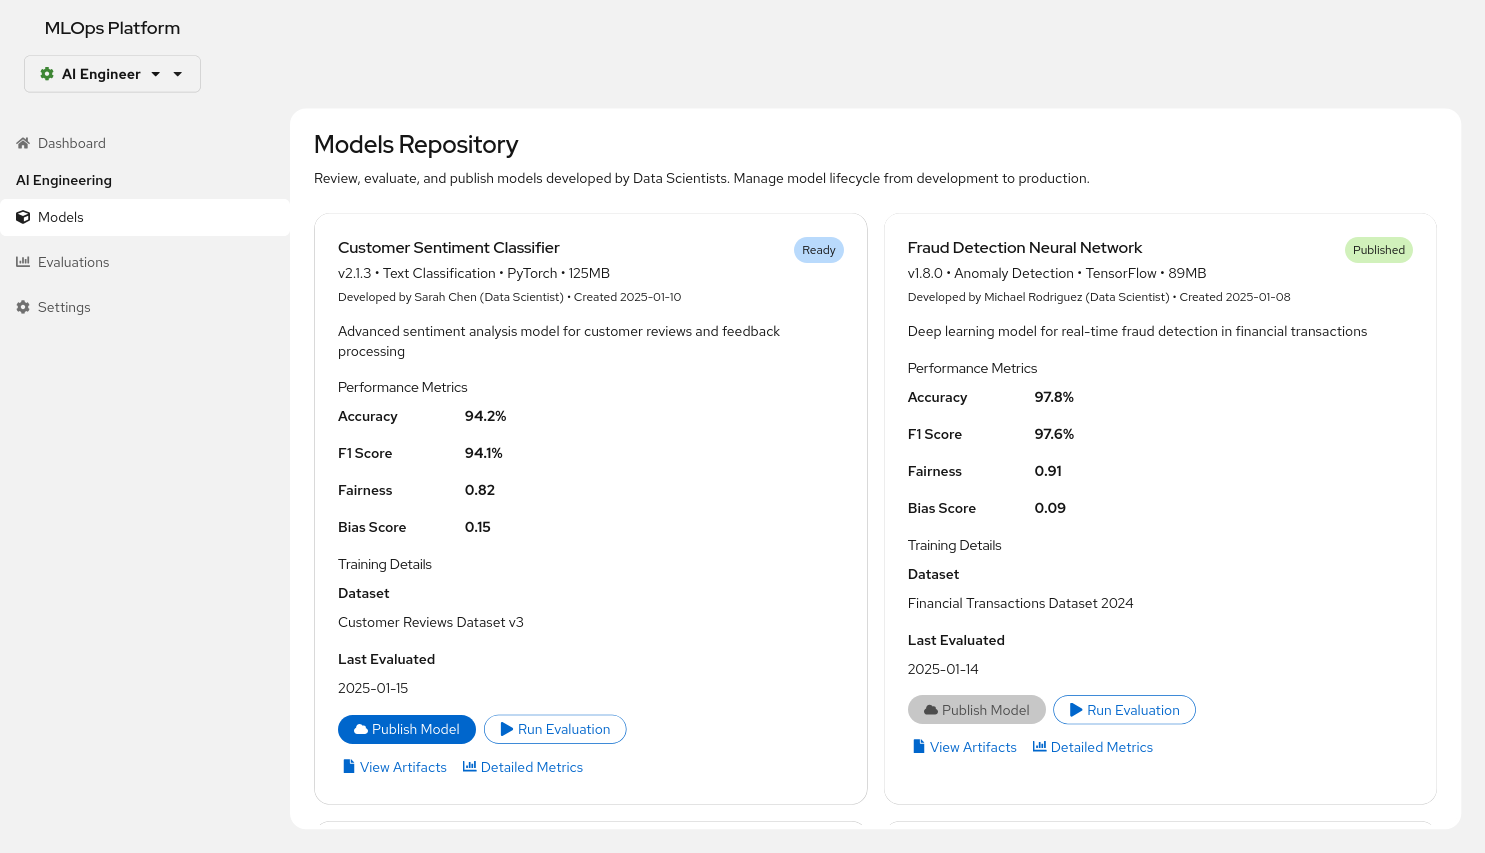 MLOps Platform
AI Engineer
Dashboard
AI Engineering
Models
Evaluations
Settings
Models Repository
Review, evaluate, and publish models developed by Data Scientists. Manage model lifecycle from development to production.
Customer Sentiment Classifier
Ready
v2.1.3 • Text Classification • PyTorch • 125MB
Developed by Sarah Chen (Data Scientist) • Created 2025-01-10
Advanced sentiment analysis model for customer reviews and feedback
processing
Performance Metrics
Accuracy 94.2%
F1 Score 94.1%
Fairness 0.82
Bias Score 0.15
Training Details
Dataset
Customer Reviews Dataset v3
Last Evaluated
2025-01-15
Publish Model Run Evaluation
View Artifacts Detailed Metrics
Fraud Detection Neural Network
Published
v1.8.0 • Anomaly Detection • TensorFlow • 89MB
Developed by Michael Rodriguez (Data Scientist) • Created 2025-01-08
Deep learning model for real-time fraud detection in financial transactions
Performance Metrics
Accuracy 97.8%
F1 Score 97.6%
Fairness 0.91
Bias Score 0.09
Training Details
Dataset
Financial Transactions Dataset 2024
Last Evaluated
2025-01-14
Publish Model Run Evaluation
View Artifacts Detailed Metrics